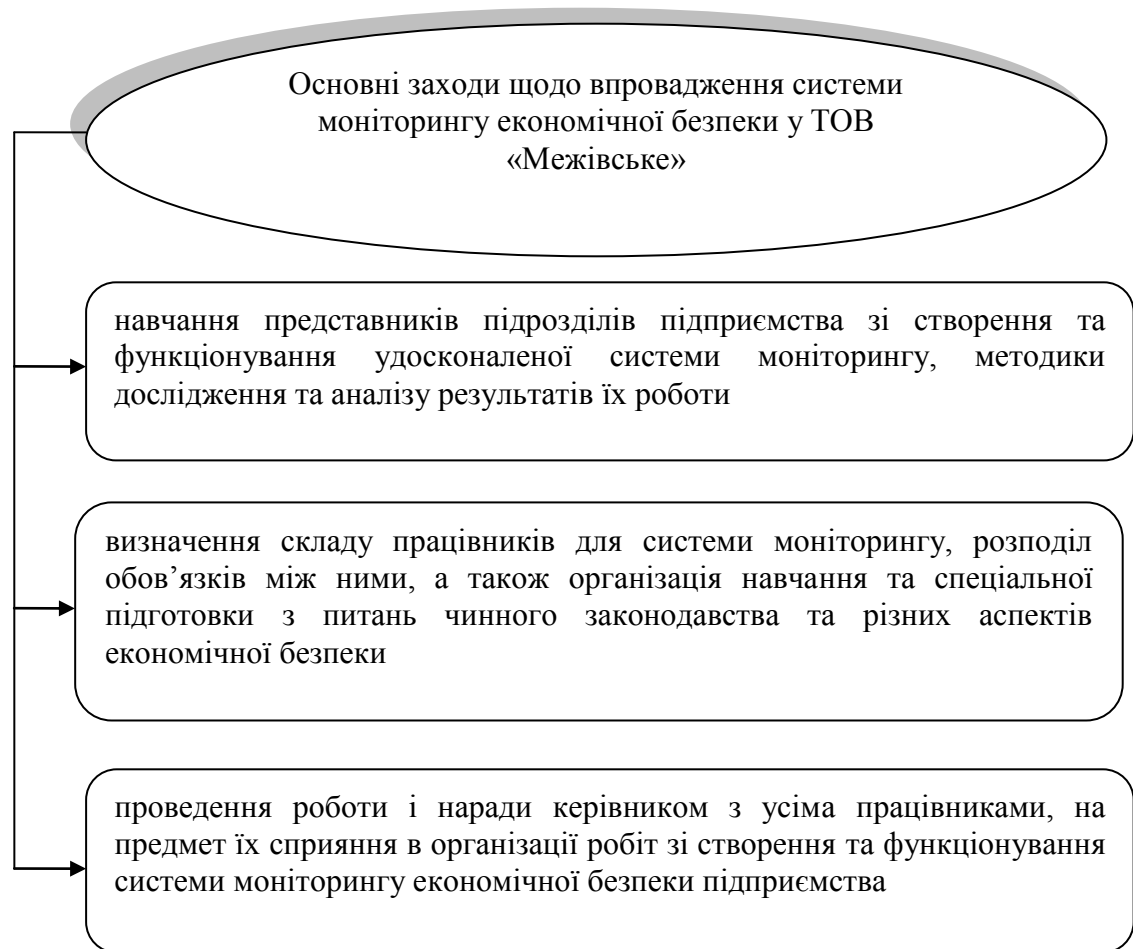 Основні заходи щодо впровадження системи
моніторингу економічної безпеки у ТОВ
«Межівське»
навчання представників підрозділів підприємства зі створення та
функціонування удосконаленої системи моніторингу, методики
дослідження та аналізу результатів їх роботи
визначення складу працівників для системи моніторингу, розподіл
обов’язків між ними, а також організація навчання та спеціальної
підготовки з питань чинного законодавства та різних аспектів
економічної безпеки
проведення роботи і наради керівником з усіма працівниками, на
предмет їх сприяння в організації робіт зі створення та функціонування
системи моніторингу економічної безпеки підприємства